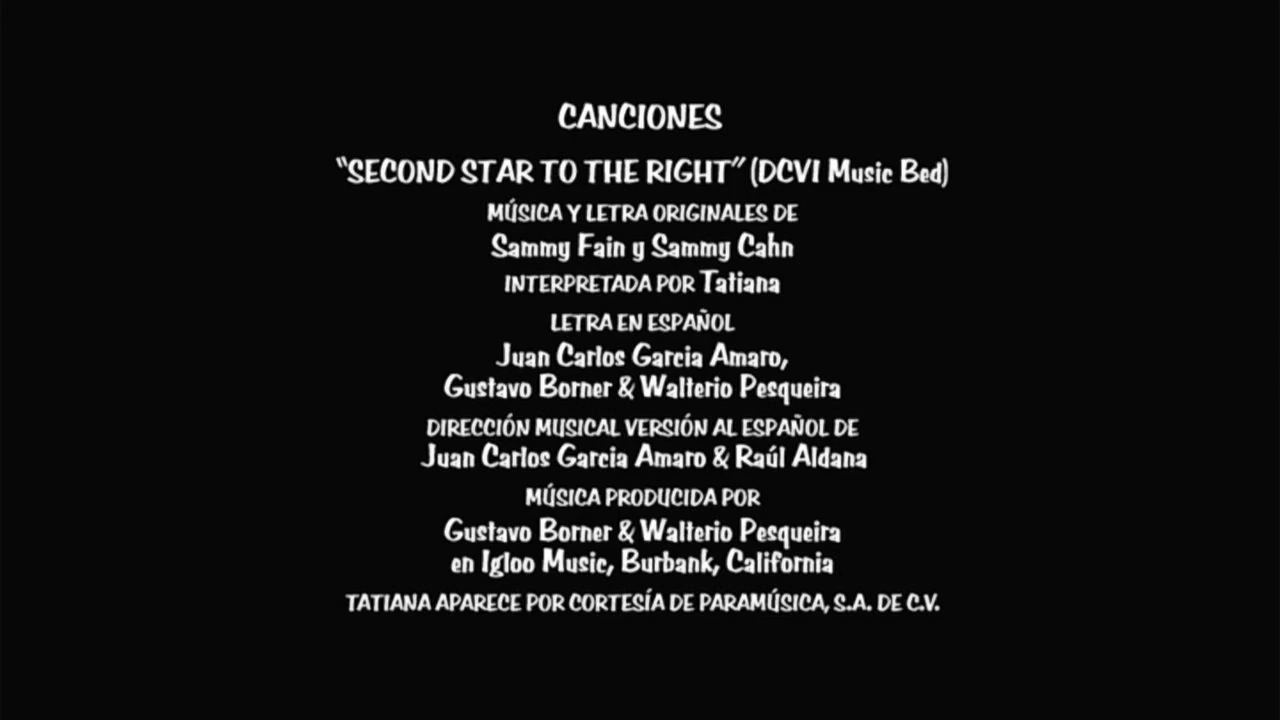 CANCIONES
"SECOND STAR TO THE RIGHT" (DCVI Music Bed)
MÚSICA Y LETRA ORIGINALES DE
Sammy Fain y Sammy Cahn
INTERPRETADA POR Tatiana
LETRA EN ESPAÑOL
Juan Carlos Garcia Amaro,
Gustavo Borner & Walterio Pesqueira
DIRECCIÓN MUSICAL VERSIÓN AL ESPAÑOL DE
Juan Carlos Garcia Amaro & Raúl Aldana
MÚSICA PRODUCIDA POR
Gustavo Borner & Walterio Pesqueira
en Igloo Music, Burbank, California
TATIANA APARECE POR CORTESÍA DE PARAMÚSICA, S.A. DE C.V.